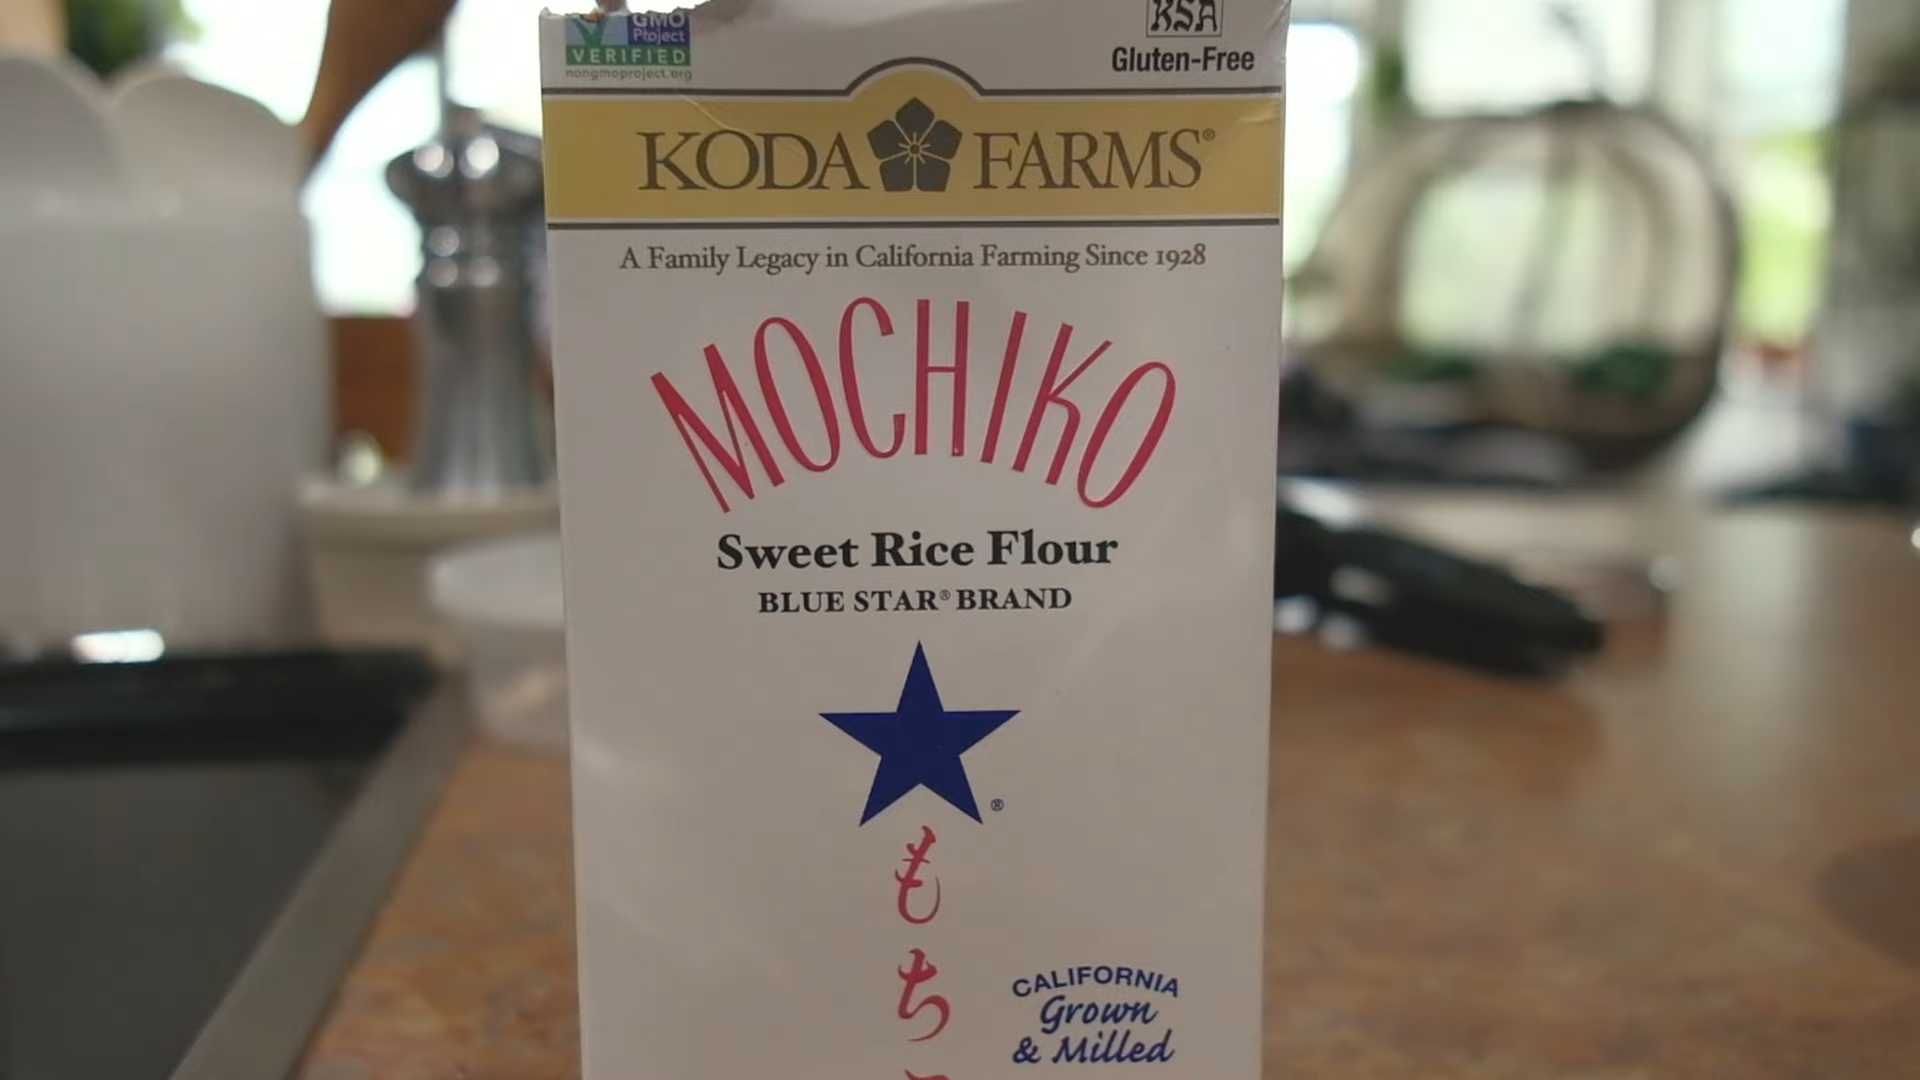 GMO
Project
VERIFIED
nongmoproject.org
KSA
Gluten-Free
KODA FARMS®
A Family Legacy in California Farming Since 1928
MOCHIKO
Sweet Rice Flour
BLUE STAR® BRAND
®
もち
CALIFORNIA
Grown
& Milled